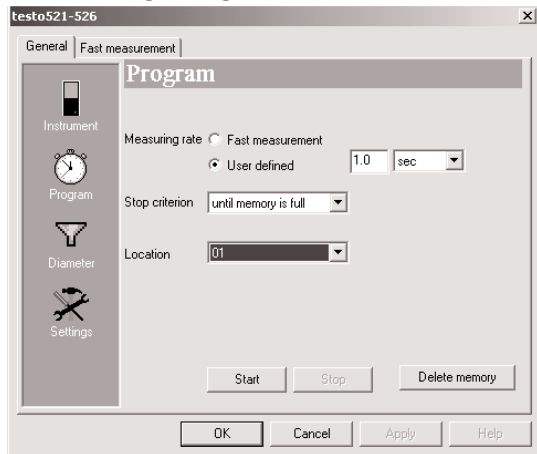 testo521-526
General Fast measurement
Program
Instrument
Program
Diameter
Settings
Measuring rate Fast measurement
User defined 1.0 sec
Stop criterion until memory is full
Location 01
Start Stop Delete memory
OK Cancel Apply Help